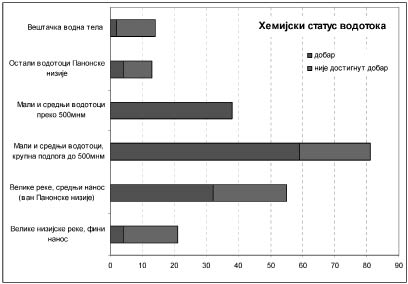 Хемијски статус водотока
добар
није достигнут добар
Вештачка водна тела
Остали водотоци Панонске
низије
Мали и средњи водотоци
преко 500мнм
Мали и средњи водотоци,
крупна подлога до 500мнм
Велике реке, средњи нанос
(ван Панонске низије)
Велике низијске реке, фини
нанос
0 10 20 30 40 50 60 70 80 90